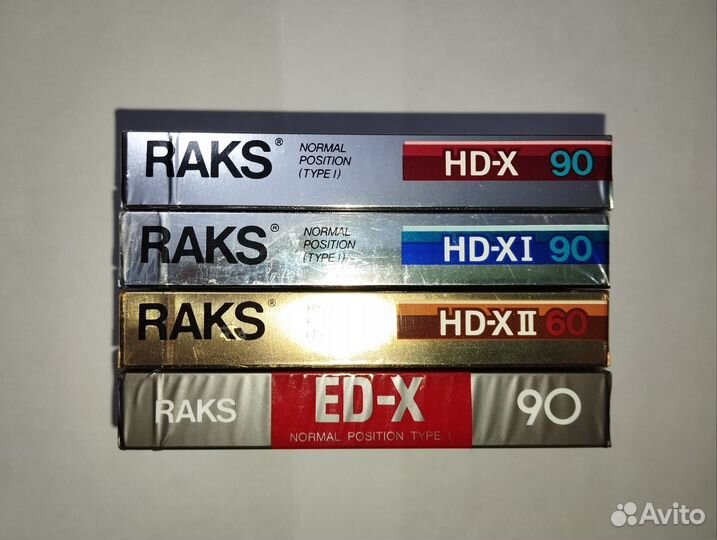 RAKS® NORMAL POSITION (TYPE I) HD-X 90
RAKS® NORMAL POSITION (TYPE I) HD-XI 90
RAKS® HD-XII 60
RAKS ED-X 90
NORMAL POSITION TYPE I
Avito